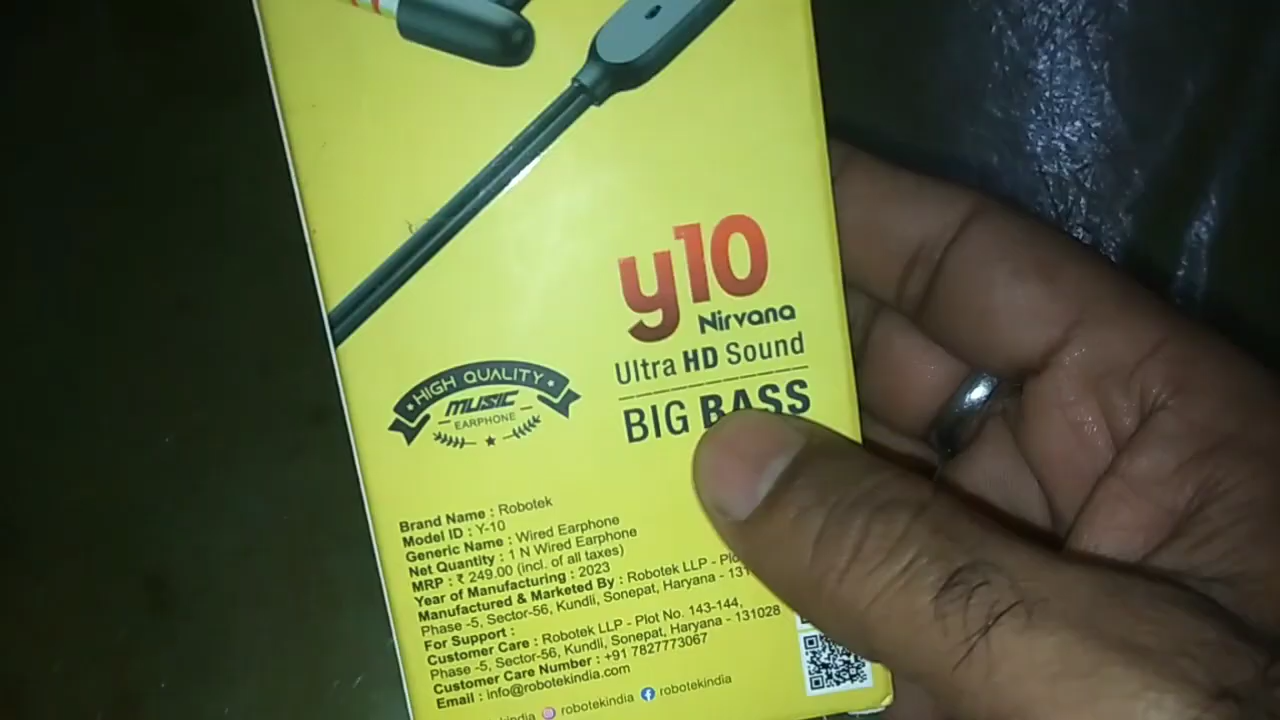 y10
Nirvana
Ultra HD Sound
BIG BASS
HIGH QUALITY
MUSIC
EARPHONE
Brand Name : Robotek
Model ID : Y-10
Generic Name : Wired Earphone
Net Quantity : 1 N Wired Earphone
MRP : ₹ 249.00 (incl. of all taxes)
Year of Manufacturing : 2023
Manufactured & Marketed By : Robotek LLP -
Phase -5, Sector-56, Kundli, Sonepat, Haryana -
For Support :
Customer Care : Robotek LLP - Plot No. 143-144,
Phase -5, Sector-56, Kundli, Sonepat, Haryana - 131028
Customer Care Number : +91 7827773067
Email : info@robotekindia.com
robotekindia robotekindia